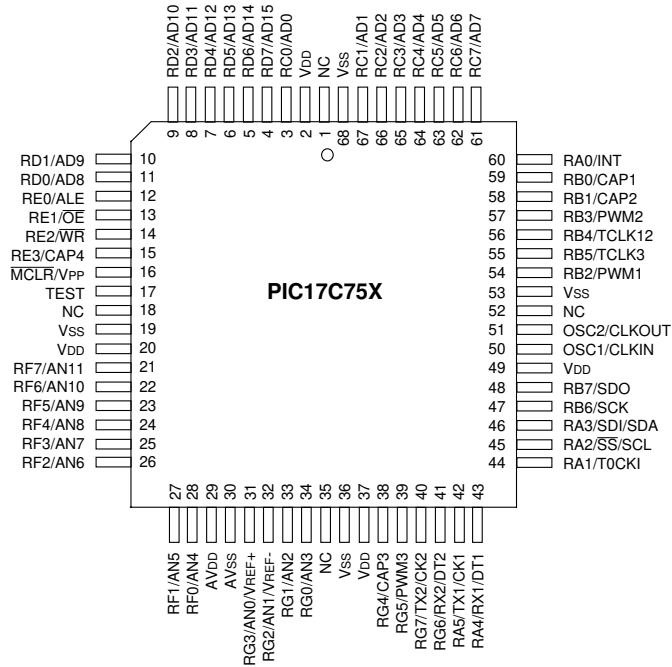 RD2/AD10
RD3/AD11
RD4/AD12
RD5/AD13
RD6/AD14
RD7/AD15
RC0/AD0
VDD
NC
VSS
RC1/AD1
RC2/AD2
RC3/AD3
RC4/AD4
RC5/AD5
RC6/AD6
RC7/AD7
9 8 7 6 5 4 3 2 1 68 67 66 65 64 63 62 61
RD1/AD9 10
RD0/AD8 11
RE0/ALE 12
RE1/O̅E̅ 13
RE2/W̅R̅ 14
RE3/CAP4 15
M̅C̅L̅R̅/VPP 16
TEST 17
NC 18
VSS 19
VDD 20
RF7/AN11 21
RF6/AN10 22
RF5/AN9 23
RF4/AN8 24
RF3/AN7 25
RF2/AN6 26
PIC17C75X
60 RA0/INT
59 RB0/CAP1
58 RB1/CAP2
57 RB3/PWM2
56 RB4/TCLK12
55 RB5/TCLK3
54 RB2/PWM1
53 VSS
52 NC
51 OSC2/CLKOUT
50 OSC1/CLKIN
49 VDD
48 RB7/SDO
47 RB6/SCK
46 RA3/SDI/SDA
45 RA2/S̅S̅/SCL
44 RA1/T0CKI
27 28 29 30 31 32 33 34 35 36 37 38 39 40 41 42 43
RF1/AN5
RF0/AN4
AVDD
AVSS
RG3/AN0/VREF+
RG2/AN1/VREF-
RG1/AN2
RG0/AN3
NC
VSS
VDD
RG4/CAP3
RG5/PWM3
RG7/TX2/CK2
RG6/RX2/DT2
RA5/TX1/CK1
RA4/RX1/DT1